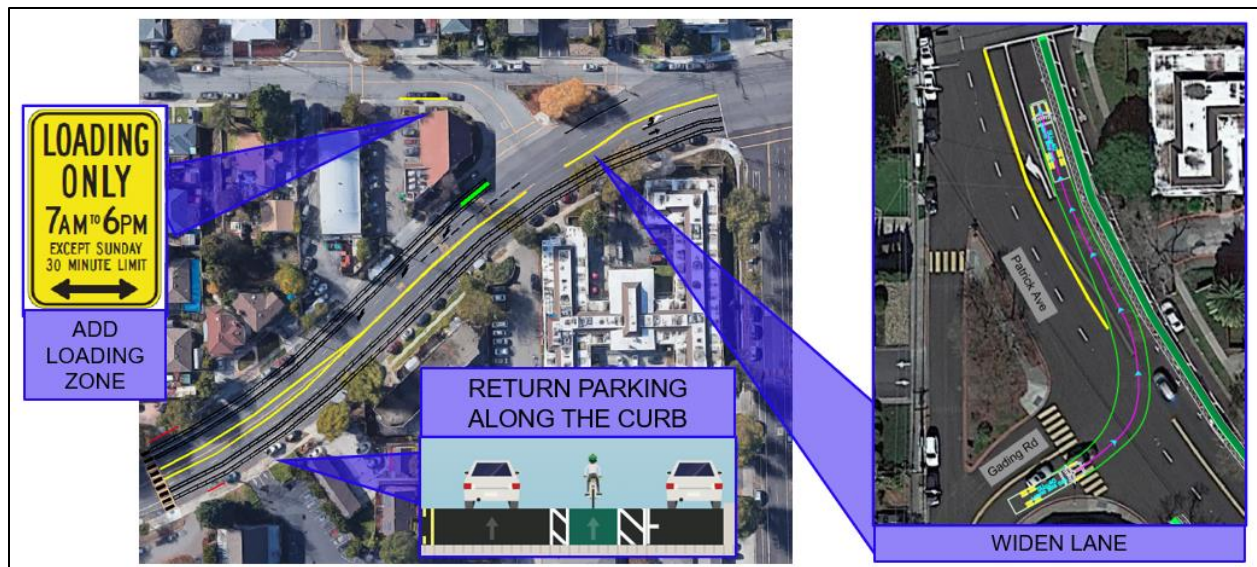 LOADING
ONLY
7AM TO 6PM
EXCEPT SUNDAY
30 MINUTE LIMIT
ADD
LOADING
ZONE
RETURN PARKING
ALONG THE CURB
Patrick Ave
Gading Rd
WIDEN LANE